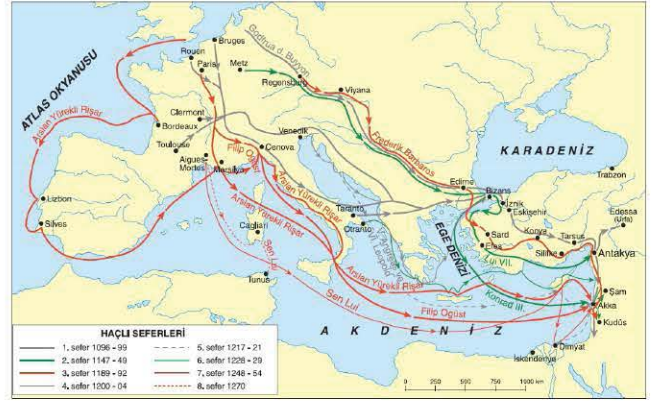 Bruges
Rouen
Paris
Metz
Godfrua d. Buyyon
Regensburg
Viyana
ATLAS OKYANUSU
Clermont
Bordeaux
Toulouse
Aigues
Modes
Marsilya
Venedik
Cenova
Filip Ogüst
Arslan Yürekli Rişar
Frederik Barbaros
KARADENİZ
Trabzon
Edirne
Bizans
İznik
Eskişehir
Lizbon
Silves
Arslan Yürekli Rişar
Arslan Yürekli Rişar
Cagliari
Sen Lui
Taranto
Otranto
EGE DENİZİ
Sard
Efes
Konya
Tarsus
Silifke
Edessa
(Urfa)
Antakya
Lui VII.
Konrad III.
Tunus
Sen Lui
Arslan Yürekli Rişar
Filip Ogüst
Şam
Akka
Kudüs
Dimyat
İskenderiye
AKDENİZ
0 500 1000 km
HAÇLI SEFERLERİ
1. sefer 1096 - 99
2. sefer 1147 - 49
3. sefer 1189 - 92
4. sefer 1200 - 04
5. sefer 1217 - 21
6. sefer 1228 - 29
7. sefer 1248 - 54
8. sefer 1270